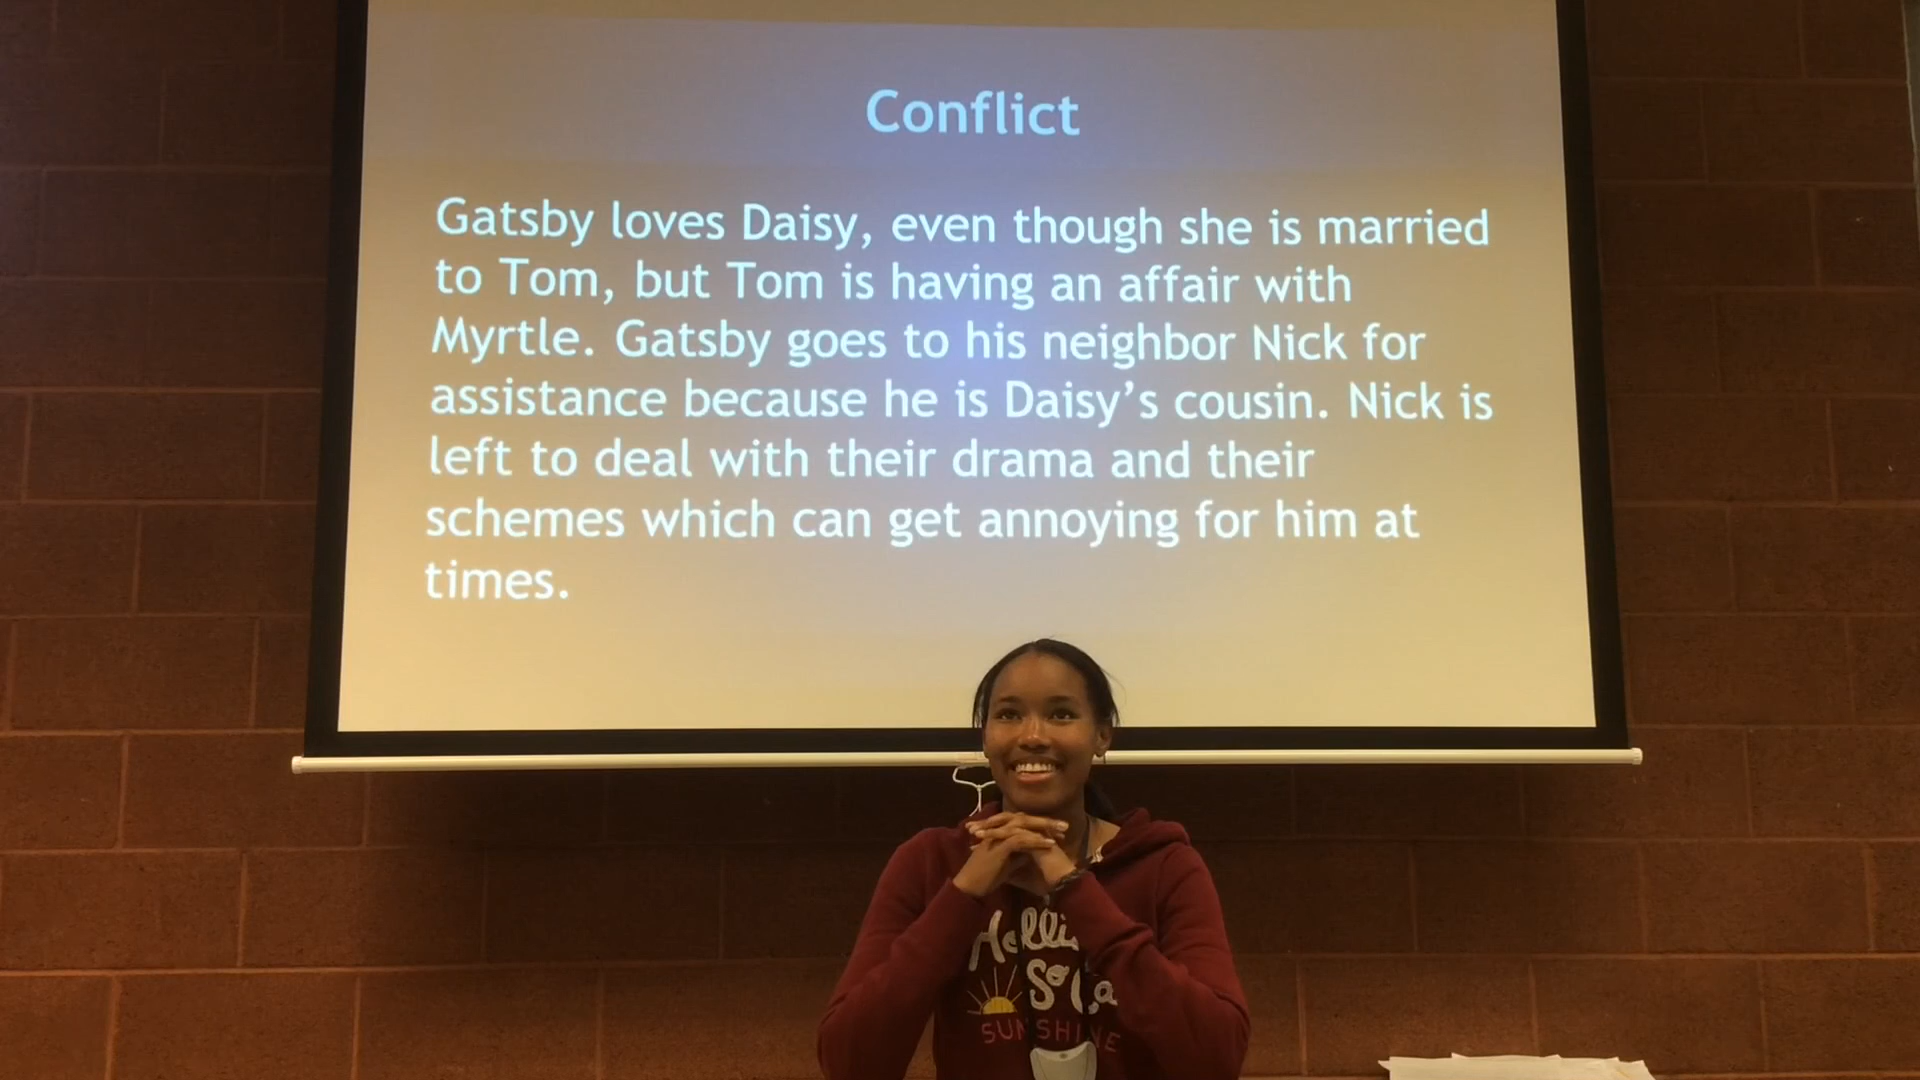 Conflict
Gatsby loves Daisy, even though she is married
to Tom, but Tom is having an affair with
Myrtle. Gatsby goes to his neighbor Nick for
assistance because he is Daisy’s cousin. Nick is
left to deal with their drama and their
schemes which can get annoying for him at
times.
So Ca
SUNSHINE